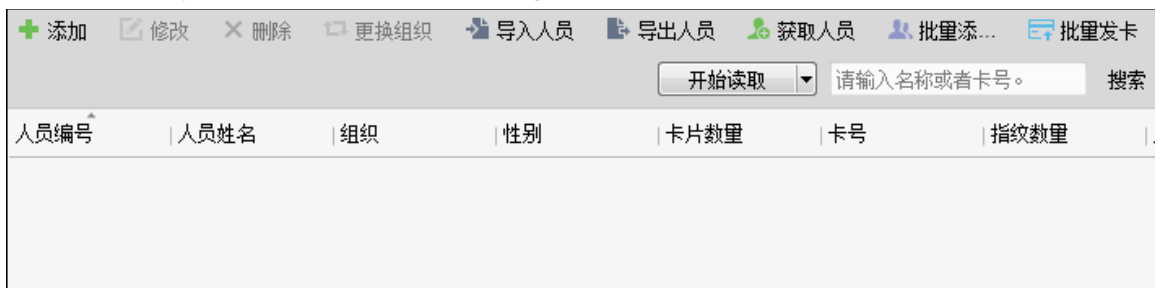 添加 修改 删除 更换组织 导入人员 导出人员 获取人员 批量添... 批量发卡
开始读取 请输入名称或者卡号。 搜索
人员编号 人员姓名 组织 性别 卡片数量 卡号 指纹数量